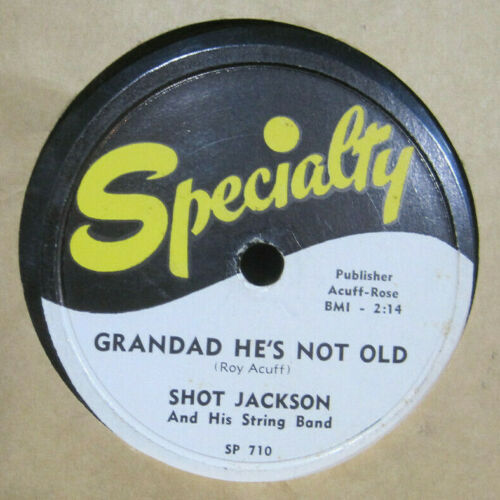 Specialty
Publisher
Acuff-Rose
BMI - 2:14
GRANDAD HE'S NOT OLD
(Roy Acuff)
SHOT JACKSON
And His String Band
SP 710